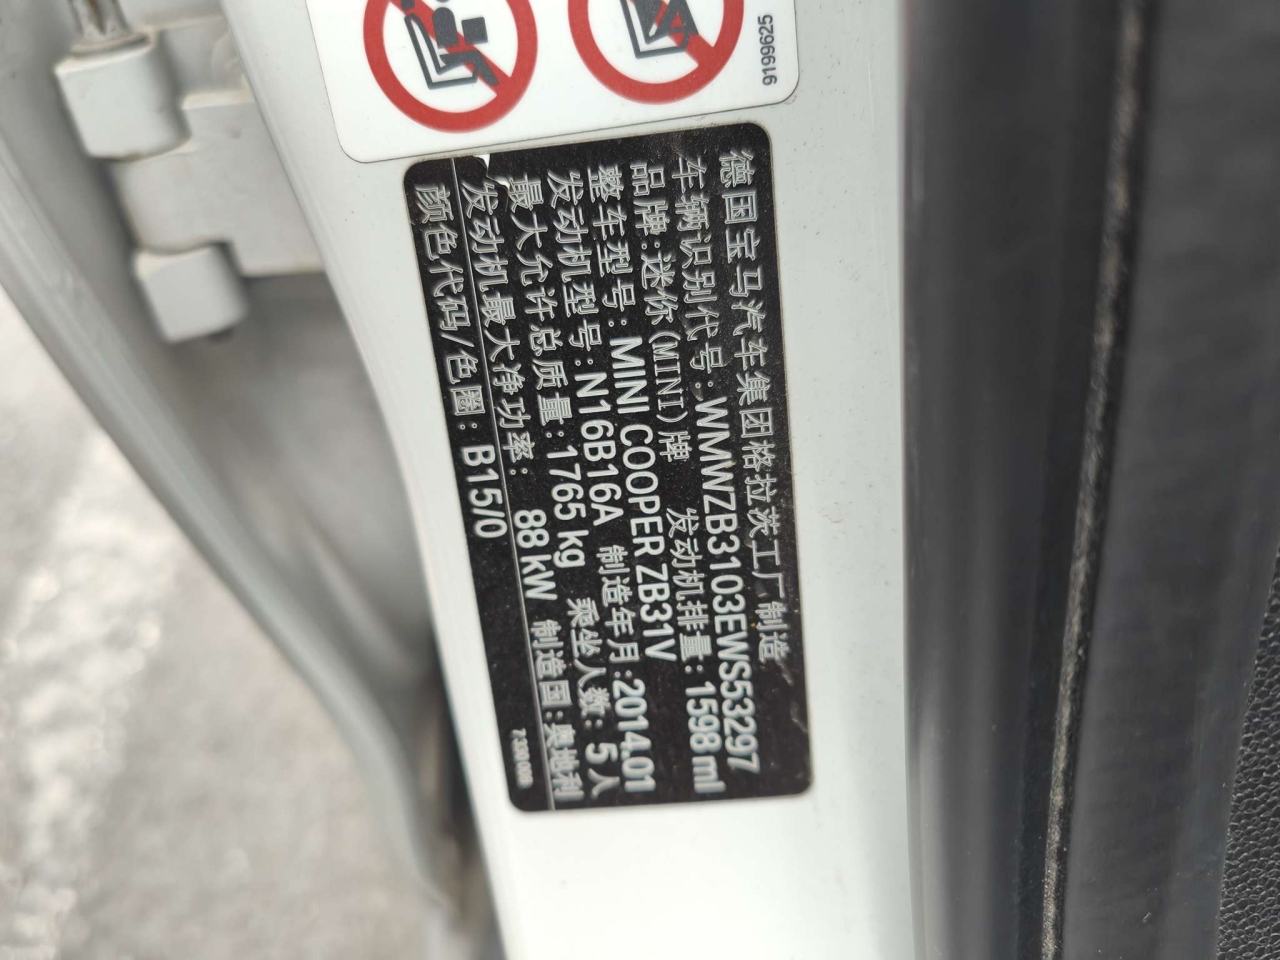 9199625
德国宝马汽车集团格拉茨工厂制造
车辆识别代号:WMWZB3103EWS53297
品牌:迷你(MINI)牌 发动机排量:1598 ml
整车型号:MINI COOPER ZB31V
发动机型号:N16B16A 制造年月:2014.01
最大允许总质量:1765 kg 乘坐人数:5人
发动机最大净功率:88 kW 制造国:奥地利
颜色代码/色圈:B15/0